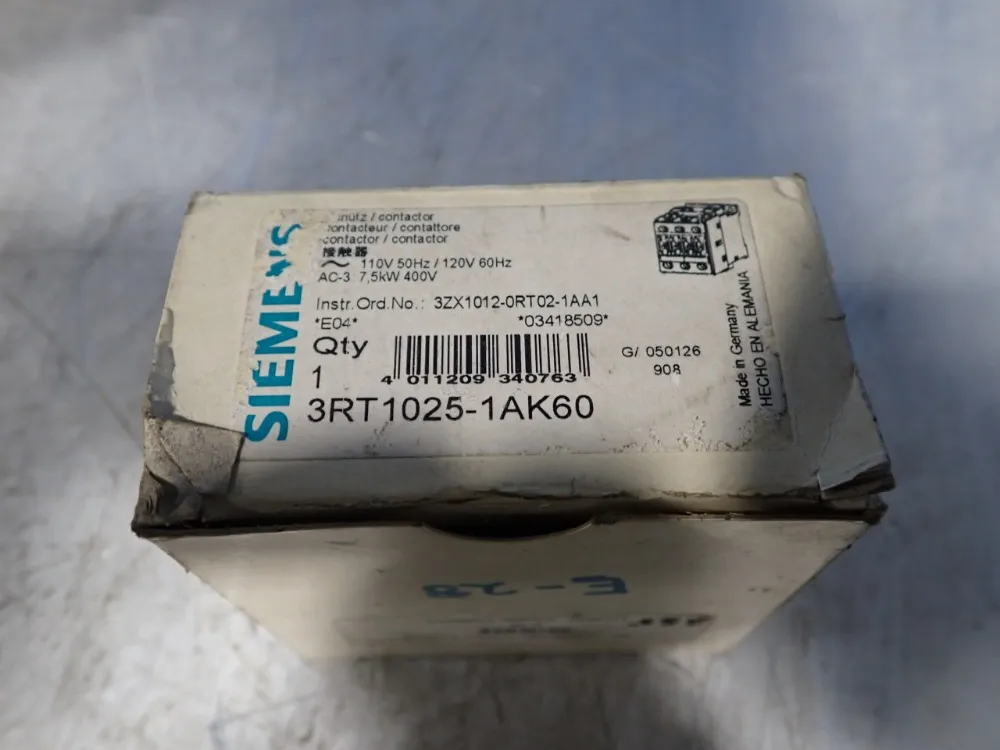 SIEMENS
/ contactor
contacteur / contattore
contactor / contactor
接触器
~ 110V 50Hz / 120V 60Hz
AC-3 7,5kW 400V
Instr.Ord.No.: 3ZX1012-0RT02-1AA1
*E04* *03418509*
Qty
1
4 011209 340763
G/ 050126
908
3RT1025-1AK60
Made in Germany
HECHO EN ALEMANIA
E-28